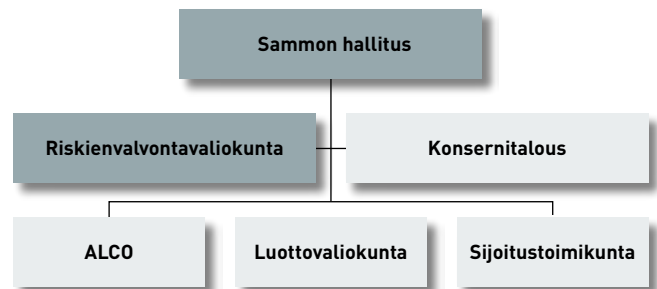 Sammon hallitus
Riskienvalvontavaliokunta
Konsernitalous
ALCO
Luottovaliokunta
Sijoitustoimikunta